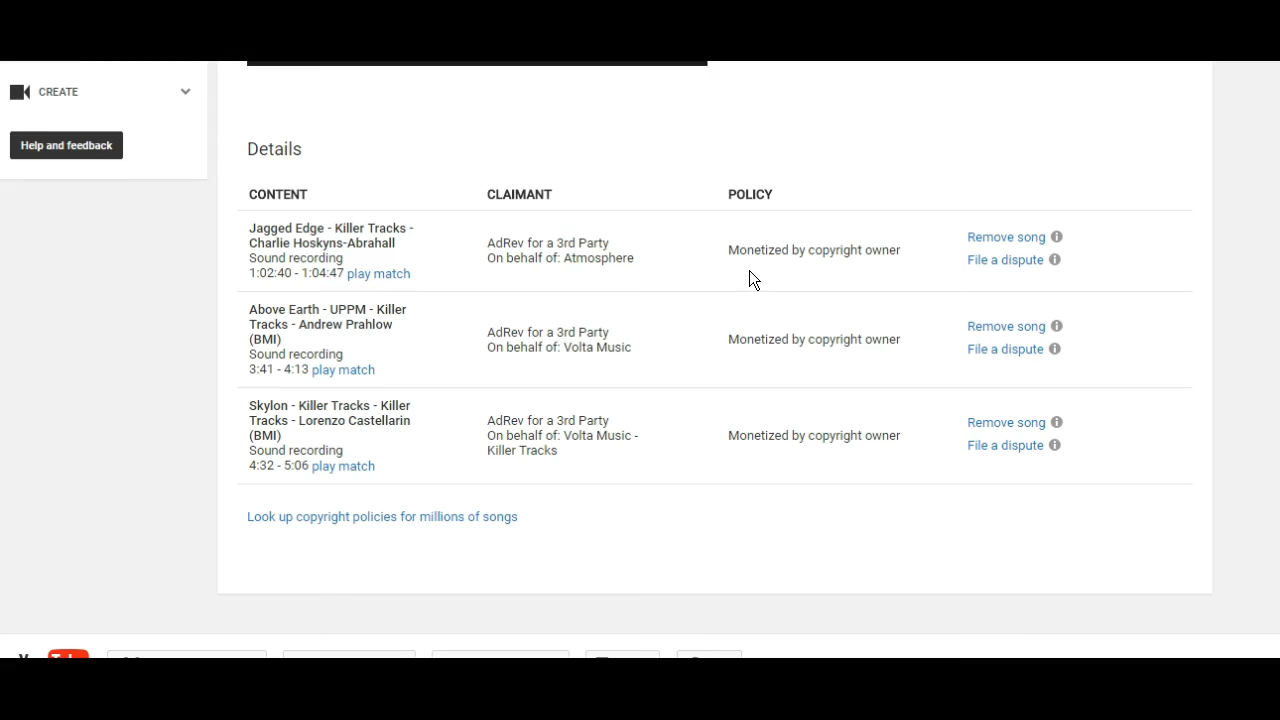 CREATE
Help and feedback
Details
CONTENT CLAIMANT POLICY
Jagged Edge - Killer Tracks -
Charlie Hoskyns-Abrahall
Sound recording
1:02:40 - 1:04:47 play match
AdRev for a 3rd Party
On behalf of: Atmosphere
Monetized by copyright owner
Remove song
File a dispute
Above Earth - UPPM - Killer
Tracks - Andrew Prahlow
(BMI)
Sound recording
3:41 - 4:13 play match
AdRev for a 3rd Party
On behalf of: Volta Music
Monetized by copyright owner
Remove song
File a dispute
Skylon - Killer Tracks - Killer
Tracks - Lorenzo Castellarin
(BMI)
Sound recording
4:32 - 5:06 play match
AdRev for a 3rd Party
On behalf of: Volta Music -
Killer Tracks
Monetized by copyright owner
Remove song
File a dispute
Look up copyright policies for millions of songs